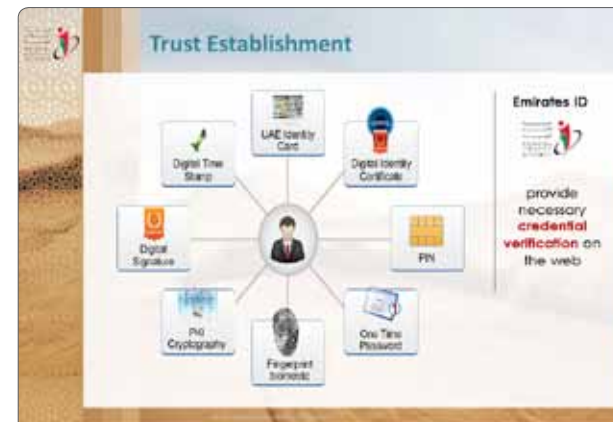 Trust Establishment
UAE Identity
Card
Digital Time
Stamp
Digital Identity
Certificate
Digital
Signature
PIN
PKI
Cryptography
One Time
Password
Fingerprint
biometric
Emirates ID
provide
necessary
credential
verification on
the web